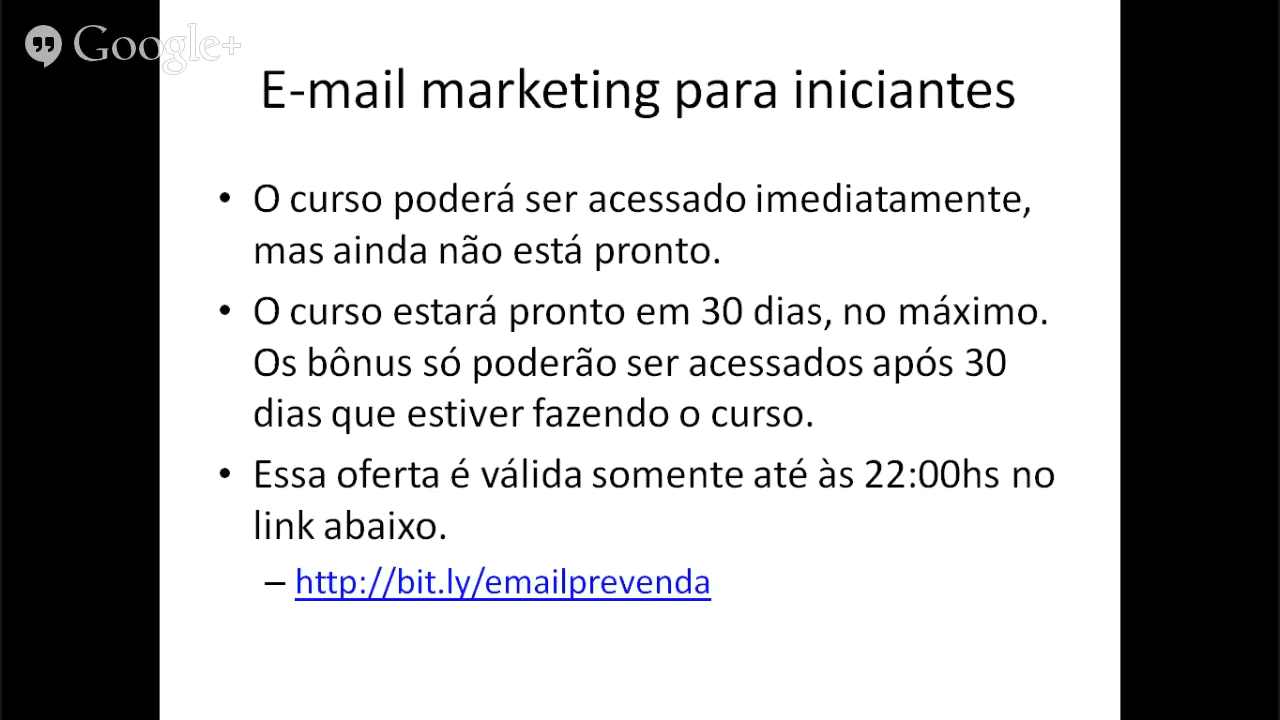 Google+
E-mail marketing para iniciantes
• O curso poderá ser acessado imediatamente,
mas ainda não está pronto.
• O curso estará pronto em 30 dias, no máximo.
Os bônus só poderão ser acessados após 30
dias que estiver fazendo o curso.
• Essa oferta é válida somente até às 22:00hs no
link abaixo.
– http://bit.ly/emailprevenda